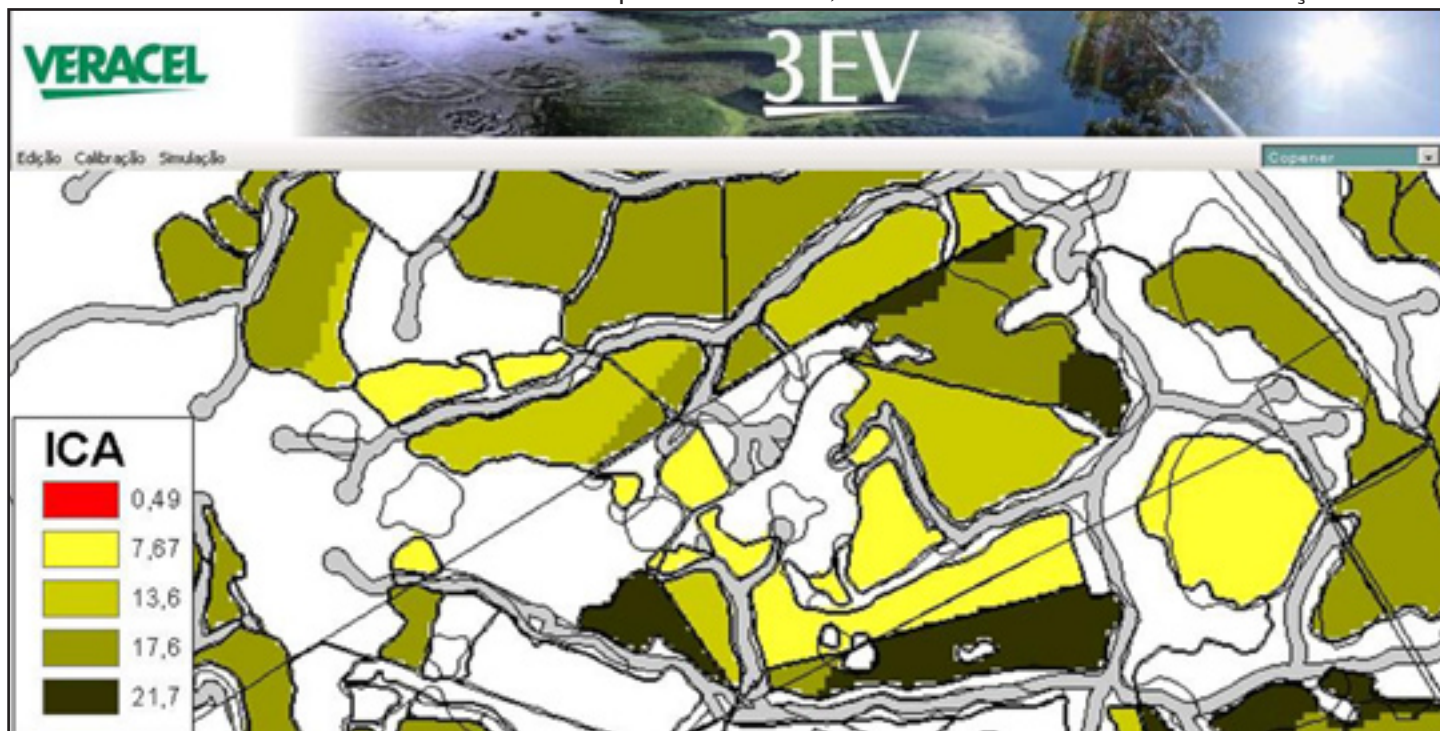 VERACEL
3EV
Edição Calibração Simulação
Copener
ICA
0,49
7,67
13,6
17,6
21,7